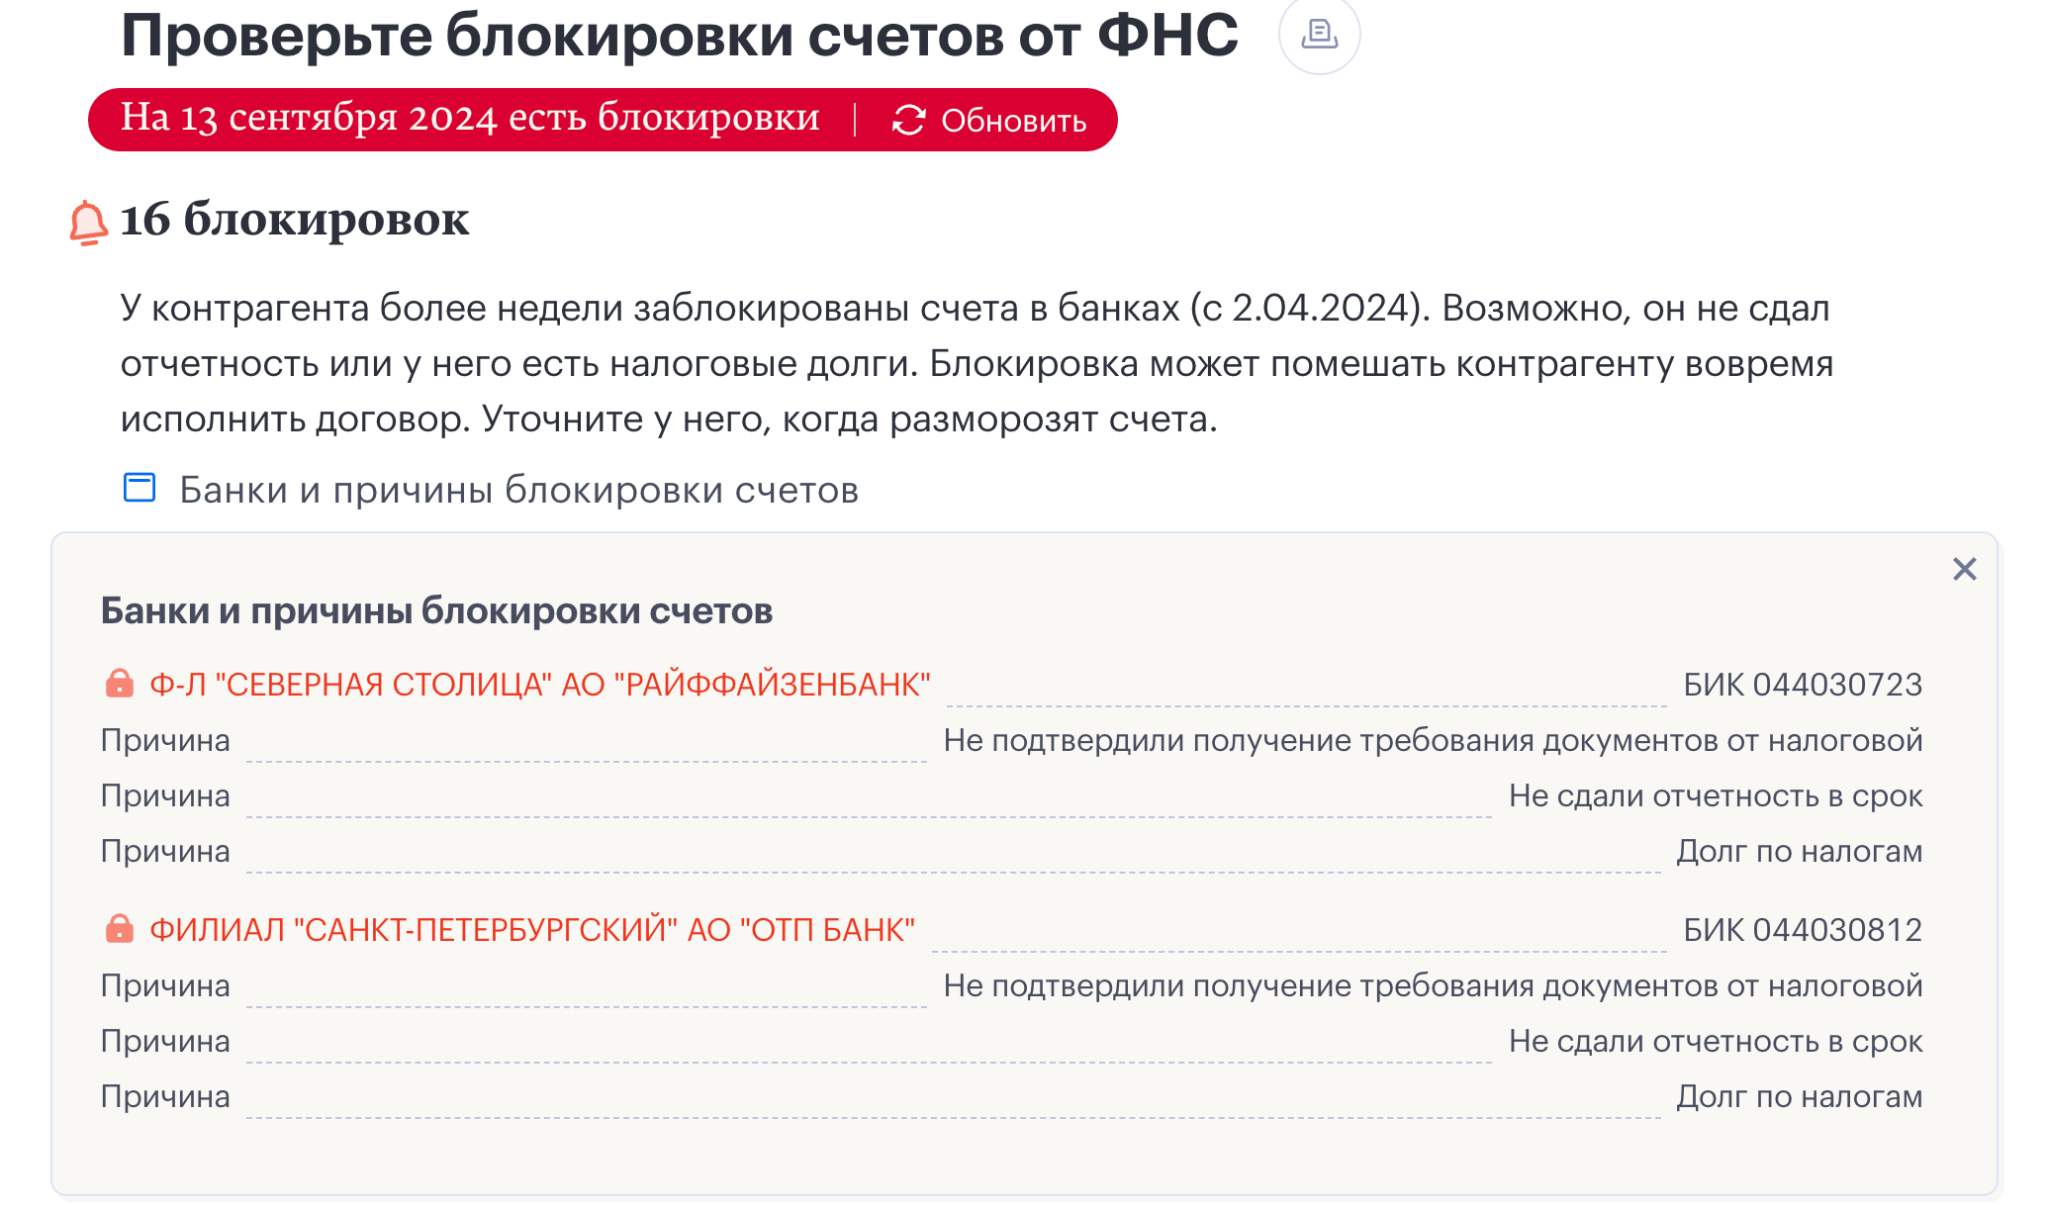 Проверьте блокировки счетов от ФНС
На 13 сентября 2024 есть блокировки | Обновить
16 блокировок
У контрагента более недели заблокированы счета в банках (с 2.04.2024). Возможно, он не сдал
отчетность или у него есть налоговые долги. Блокировка может помешать контрагенту вовремя
исполнить договор. Уточните у него, когда разморозят счета.
Банки и причины блокировки счетов
Банки и причины блокировки счетов
Ф-Л "СЕВЕРНАЯ СТОЛИЦА" АО "РАЙФФАЙЗЕНБАНК" БИК 044030723
Причина Не подтвердили получение требования документов от налоговой
Причина Не сдали отчетность в срок
Причина Долг по налогам
ФИЛИАЛ "САНКТ-ПЕТЕРБУРГСКИЙ" АО "ОТП БАНК" БИК 044030812
Причина Не подтвердили получение требования документов от налоговой
Причина Не сдали отчетность в срок
Причина Долг по налогам